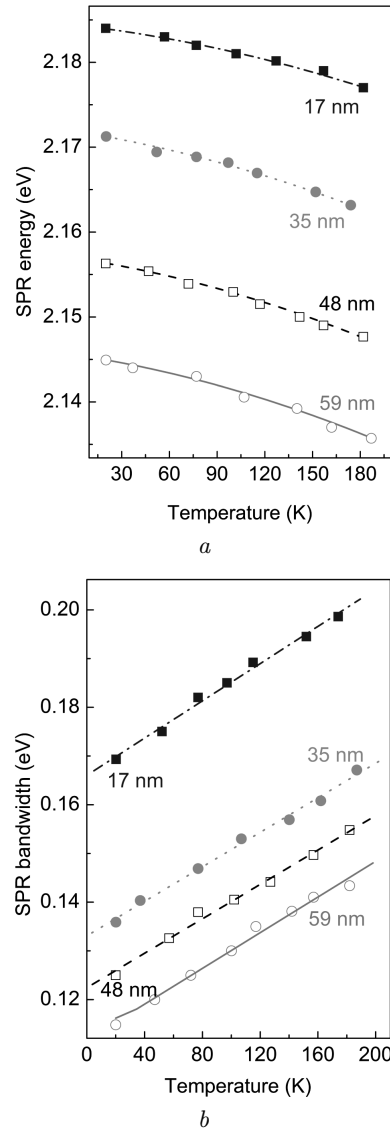 SPR energy (eV)
2.18
2.17
2.16
2.15
2.14
17 nm
35 nm
48 nm
59 nm
30 60 90 120 150 180
Temperature (K)
a
SPR bandwidth (eV)
0.20
0.18
0.16
0.14
0.12
17 nm
35 nm
59 nm
48 nm
0 40 80 120 160 200
Temperature (K)
b